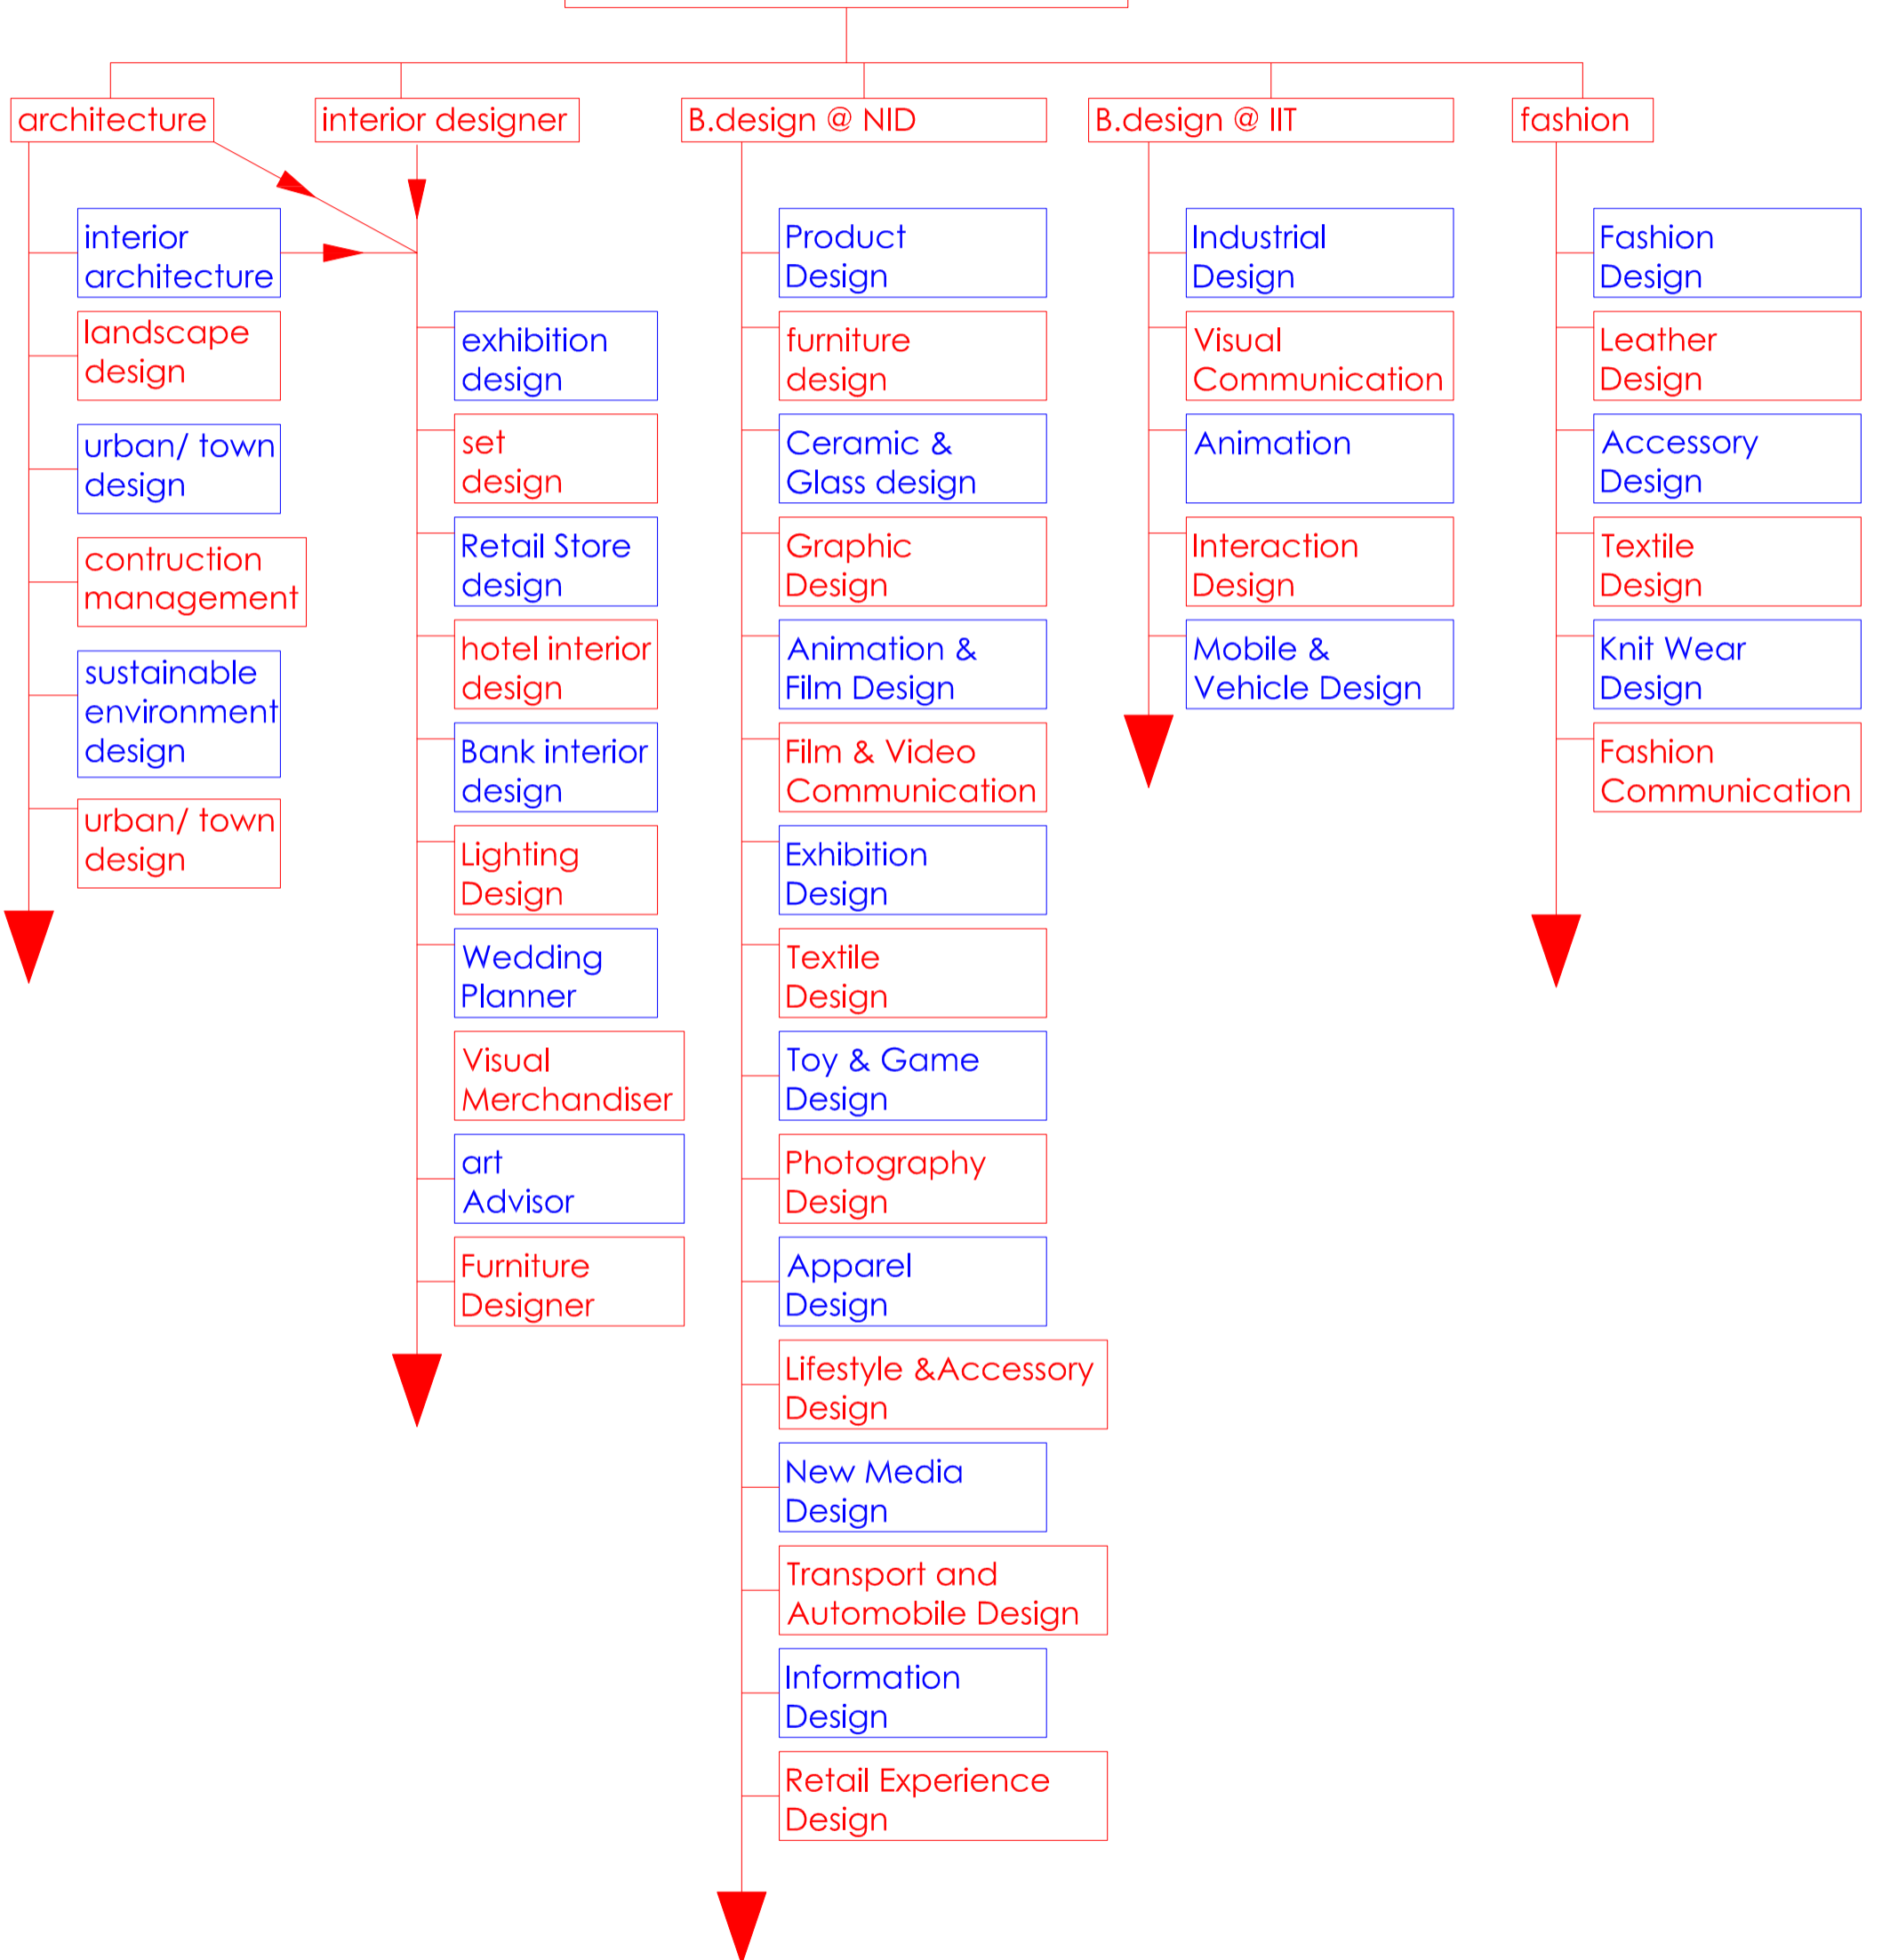 architecture
interior designer
B.design @ NID
B.design @ IIT
fashion
interior
architecture
landscape
design
urban/ town
design
contruction
management
sustainable
environment
design
urban/ town
design
exhibition
design
set
design
Retail Store
design
hotel interior
design
Bank interior
design
Lighting
Design
Wedding
Planner
Visual
Merchandiser
art
Advisor
Furniture
Designer
Product
Design
furniture
design
Ceramic &
Glass design
Graphic
Design
Animation &
Film Design
Film & Video
Communication
Exhibition
Design
Textile
Design
Toy & Game
Design
Photography
Design
Apparel
Design
Lifestyle &Accessory
Design
New Media
Design
Transport and
Automobile Design
Information
Design
Retail Experience
Design
Industrial
Design
Visual
Communication
Animation
Interaction
Design
Mobile &
Vehicle Design
Fashion
Design
Leather
Design
Accessory
Design
Textile
Design
Knit Wear
Design
Fashion
Communication